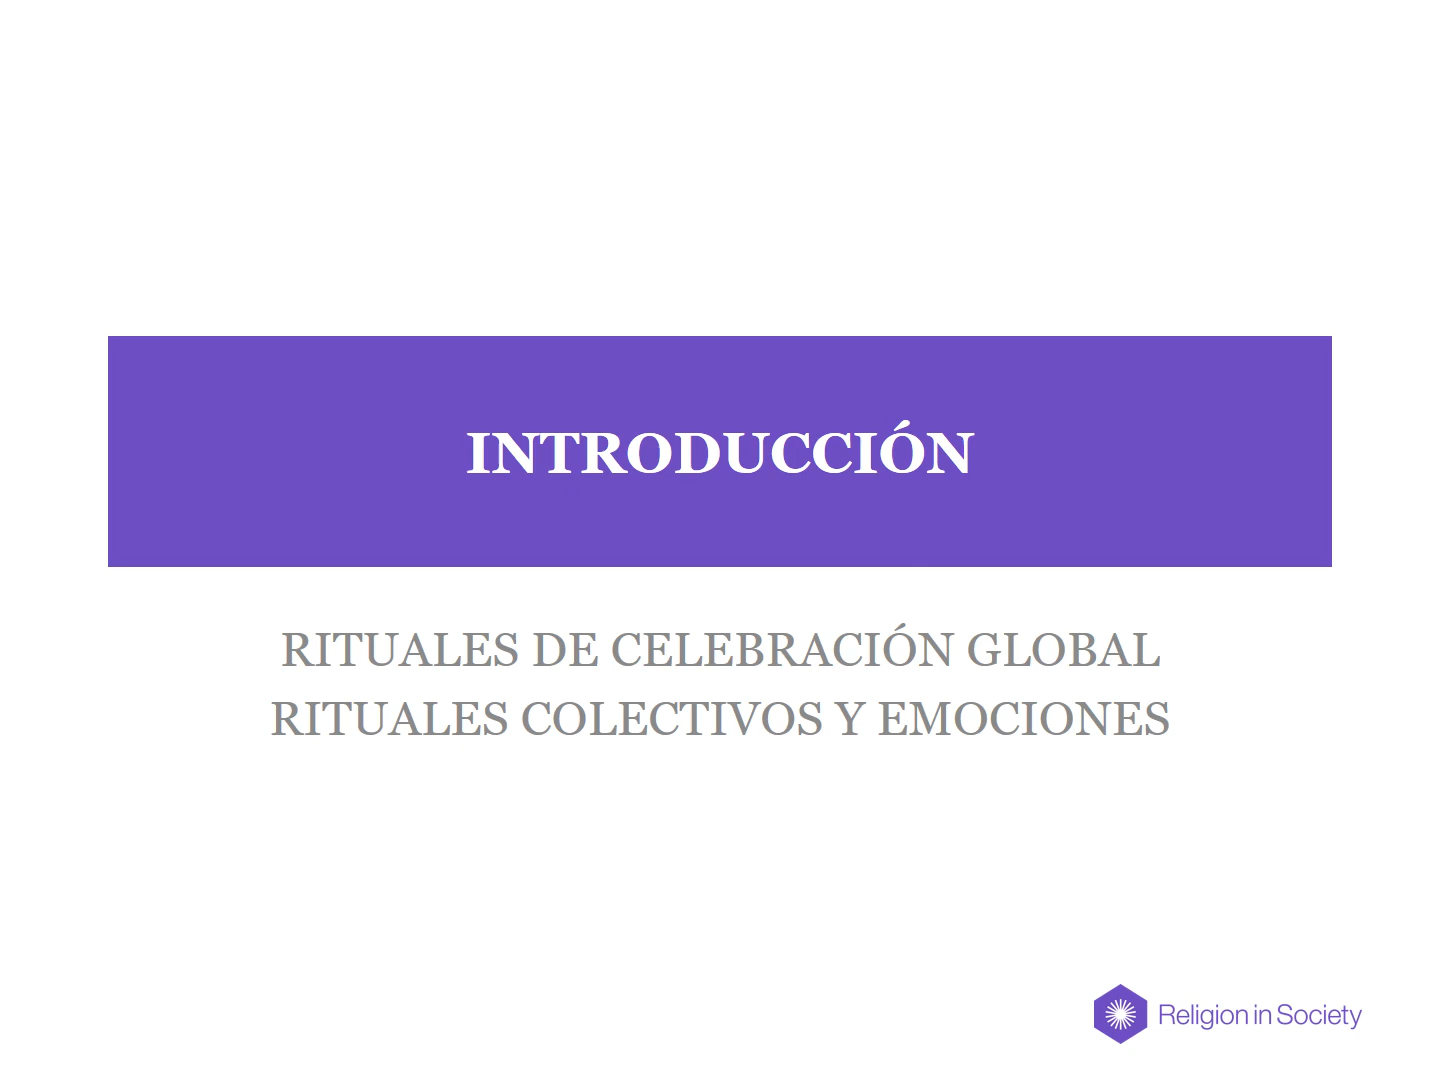 INTRODUCCIÓN
RITUALES DE CELEBRACIÓN GLOBAL
RITUALES COLECTIVOS Y EMOCIONES
Religion in Society